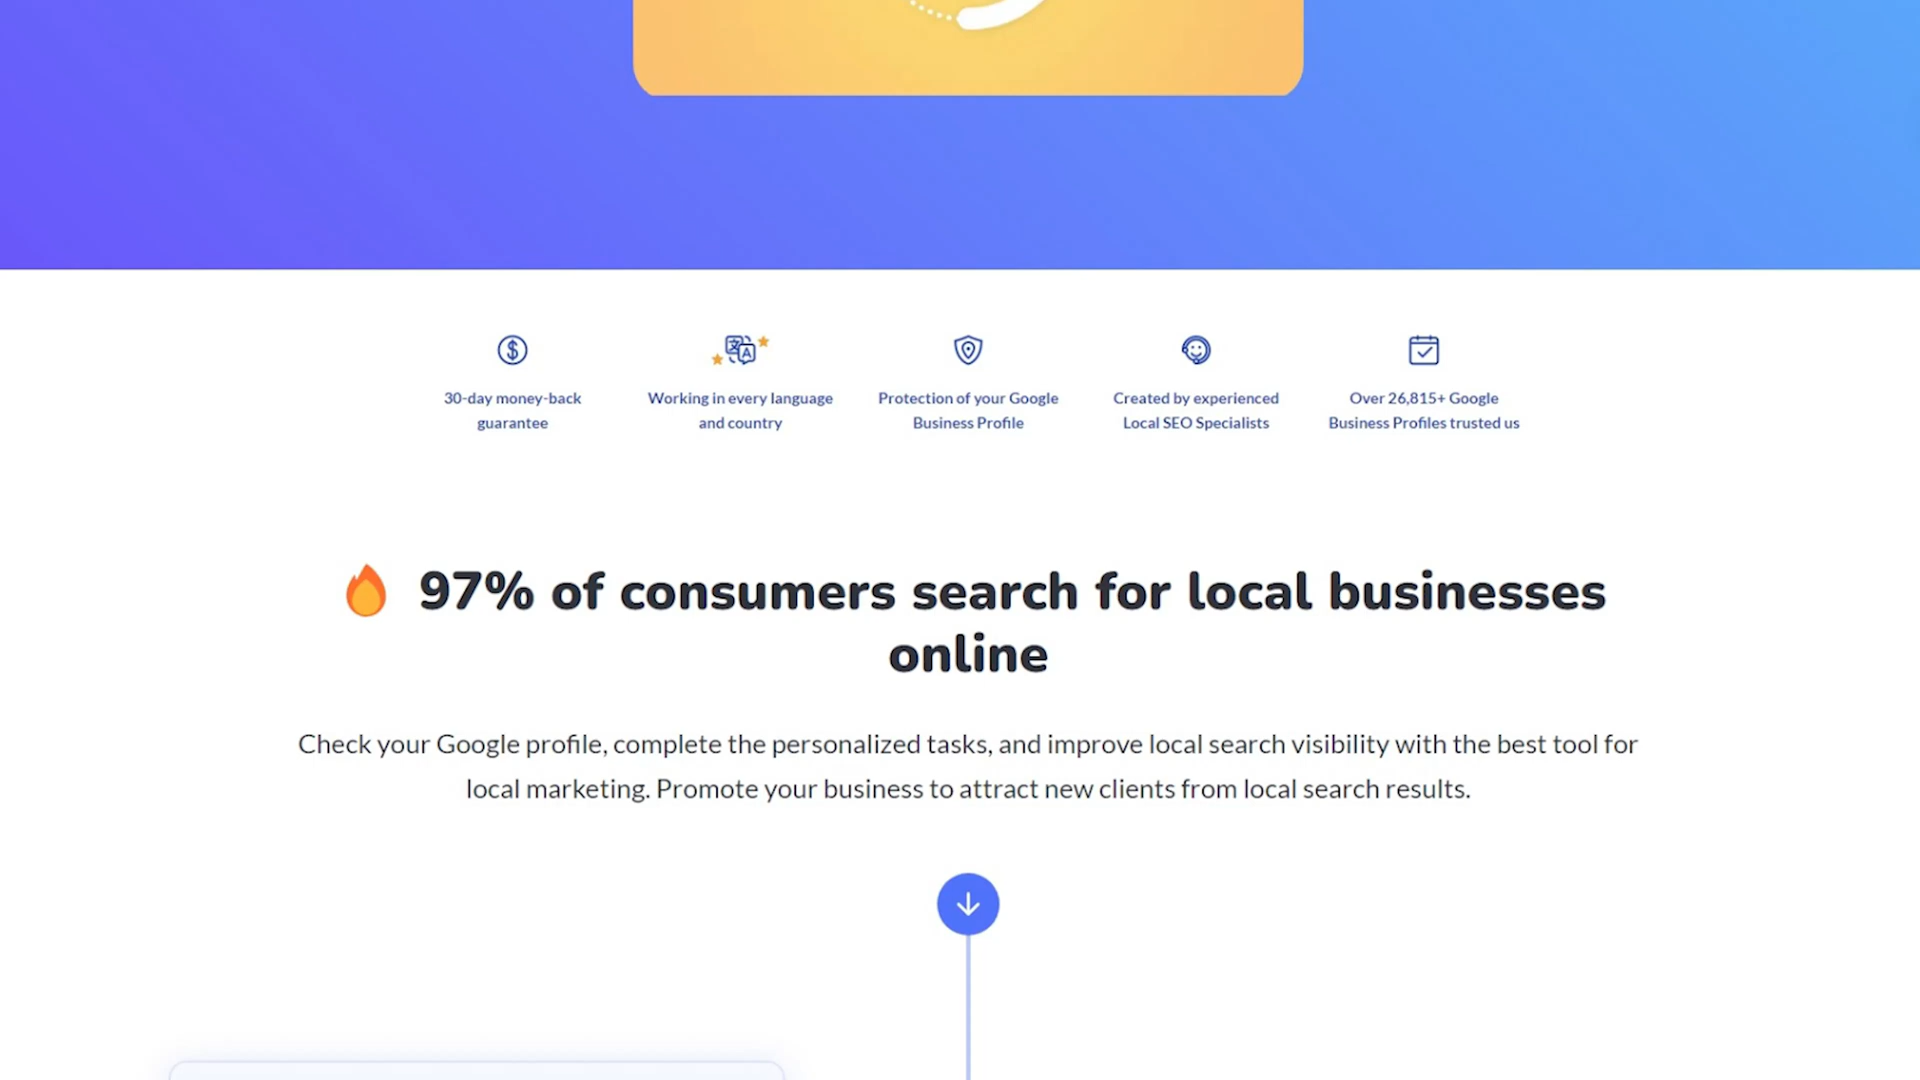 30-day money-back
guarantee
Working in every language
and country
Protection of your Google
Business Profile
Created by experienced
Local SEO Specialists
Over 26,815+ Google
Business Profiles trusted us
97% of consumers search for local businesses
online
Check your Google profile, complete the personalized tasks, and improve local search visibility with the best tool for
local marketing. Promote your business to attract new clients from local search results.